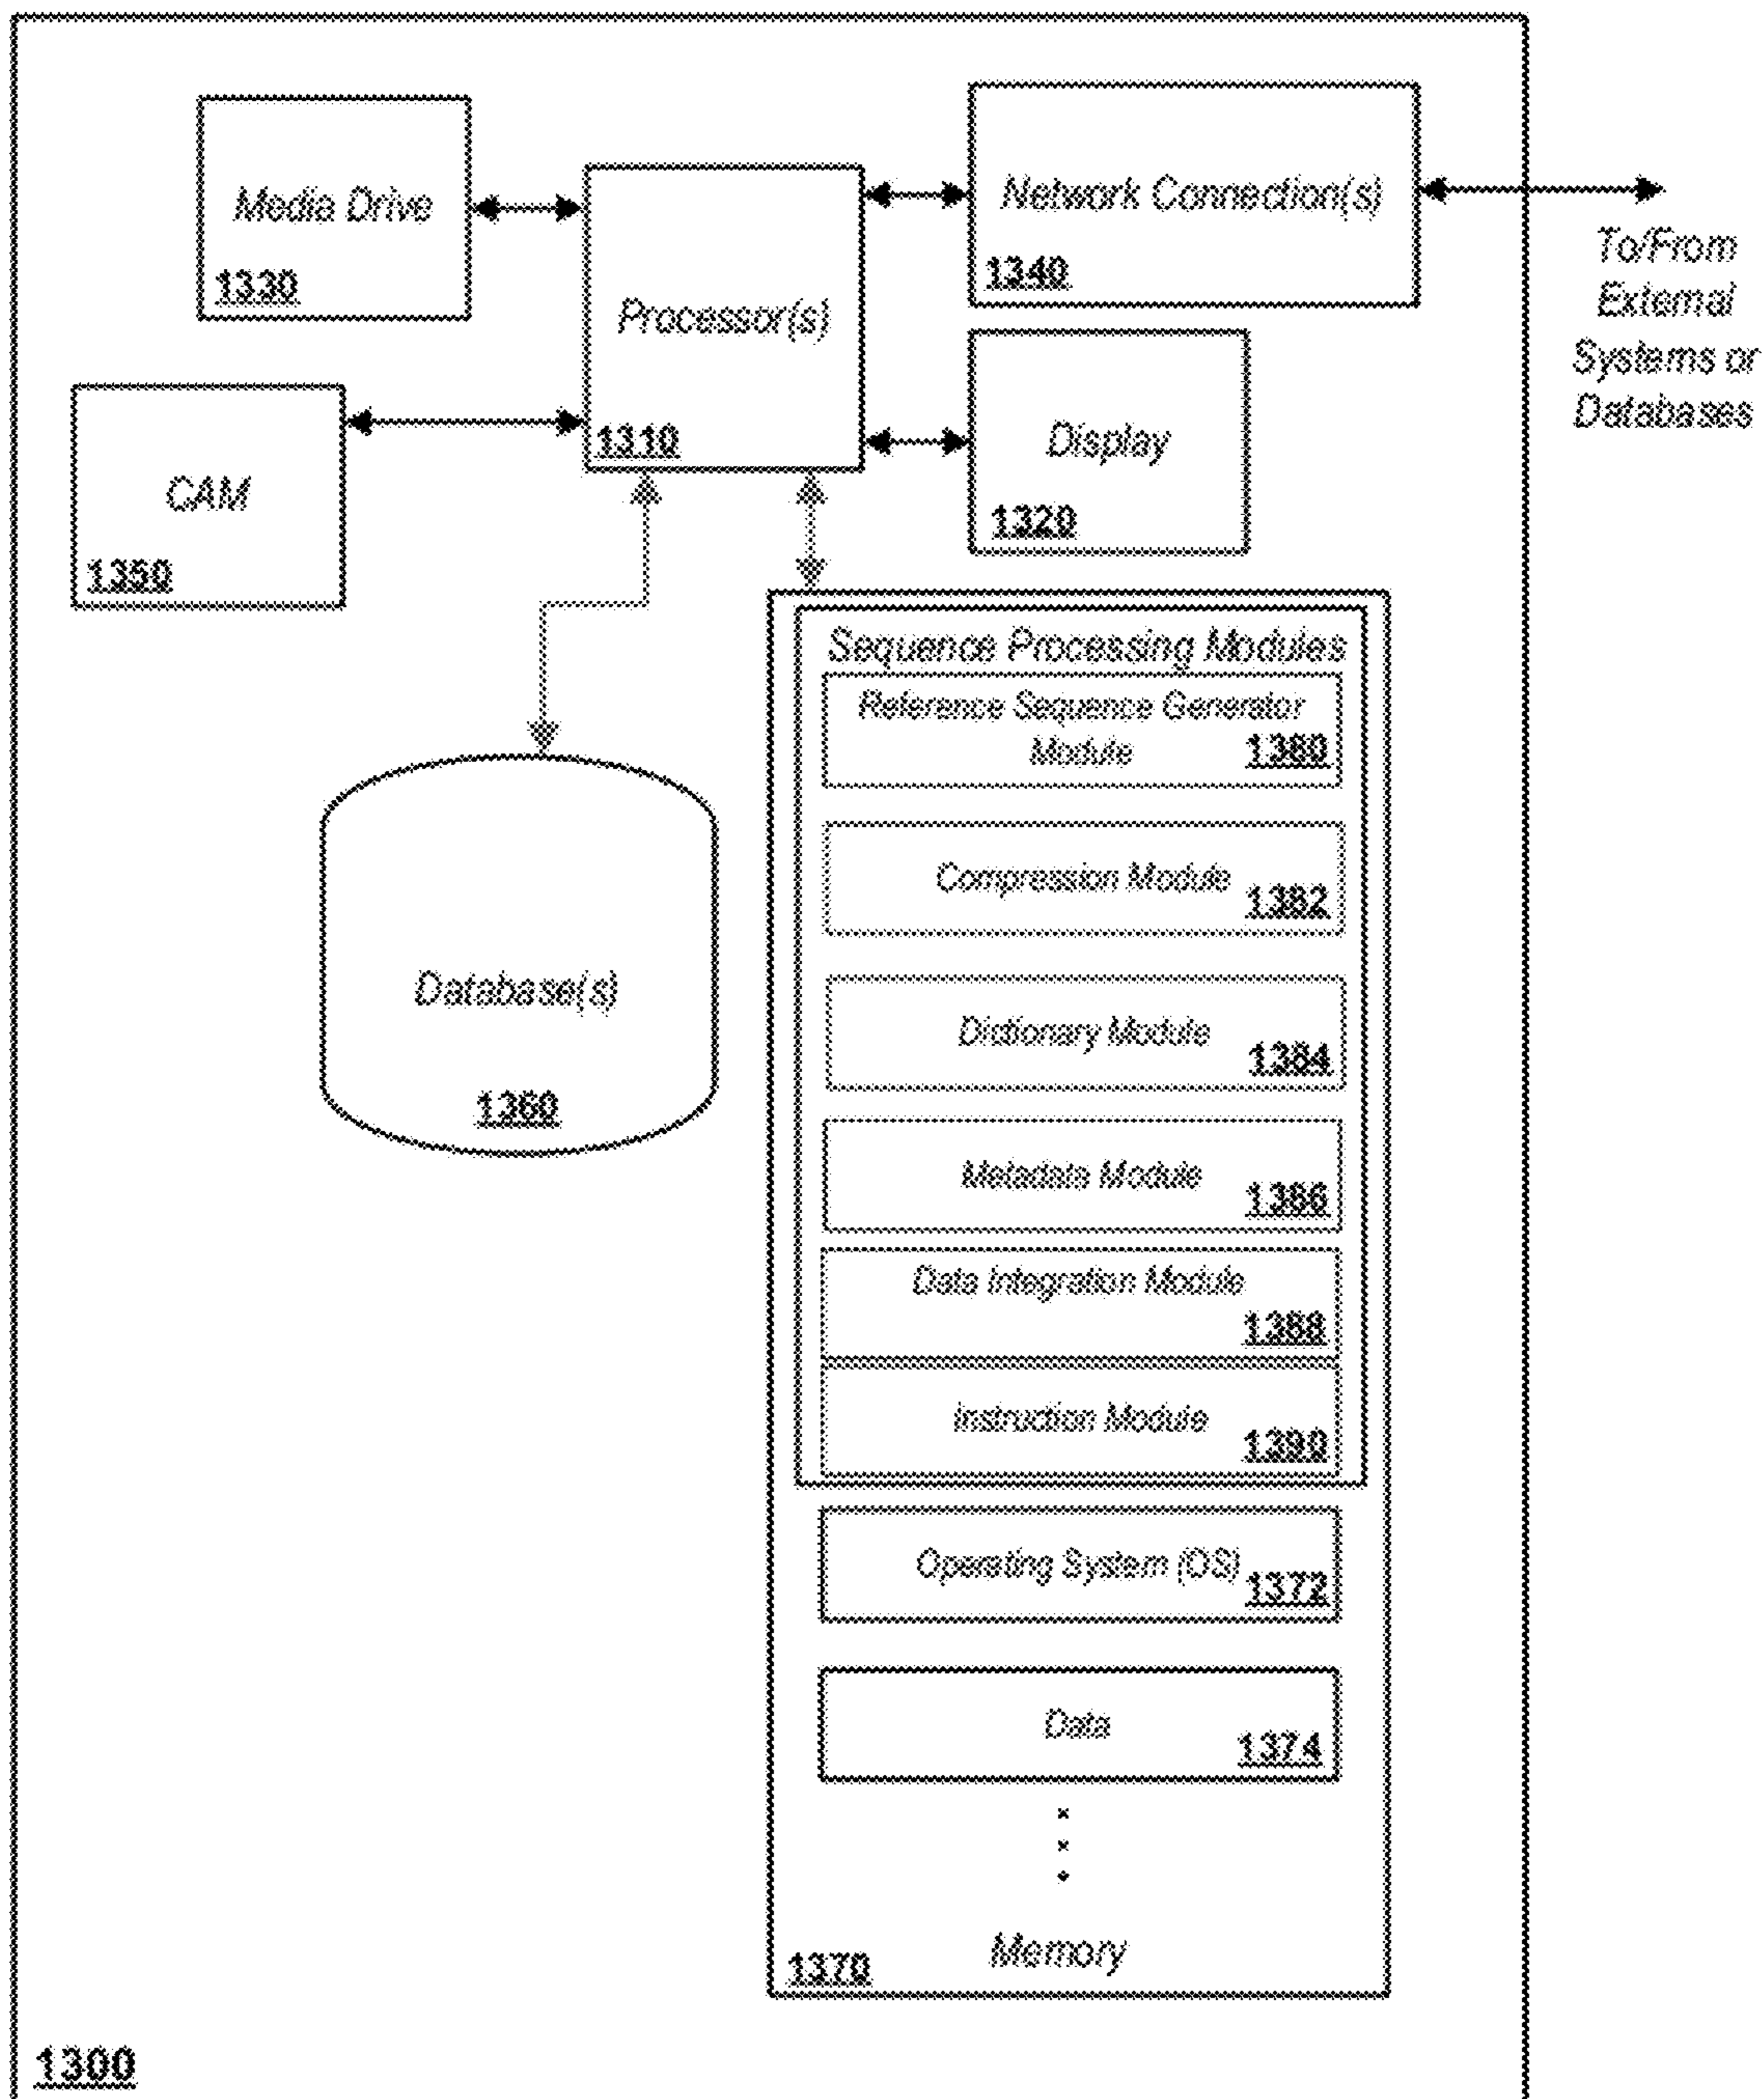 Media Drive
1330
Processor(s)
1310
Network Connection(s)
1340
To/From
External
Systems or
Databases
CAM
1350
Display
1320
Sequence Processing Modules
Reference Sequence Generator
Module
1380
Compression Module
1382
Dictionary Module
1384
Metadata Module
1386
Data Integration Module
1388
Instruction Module
1390
Database(s)
1360
Operating System (OS)
1372
Data
1374
Memory
1370
1300